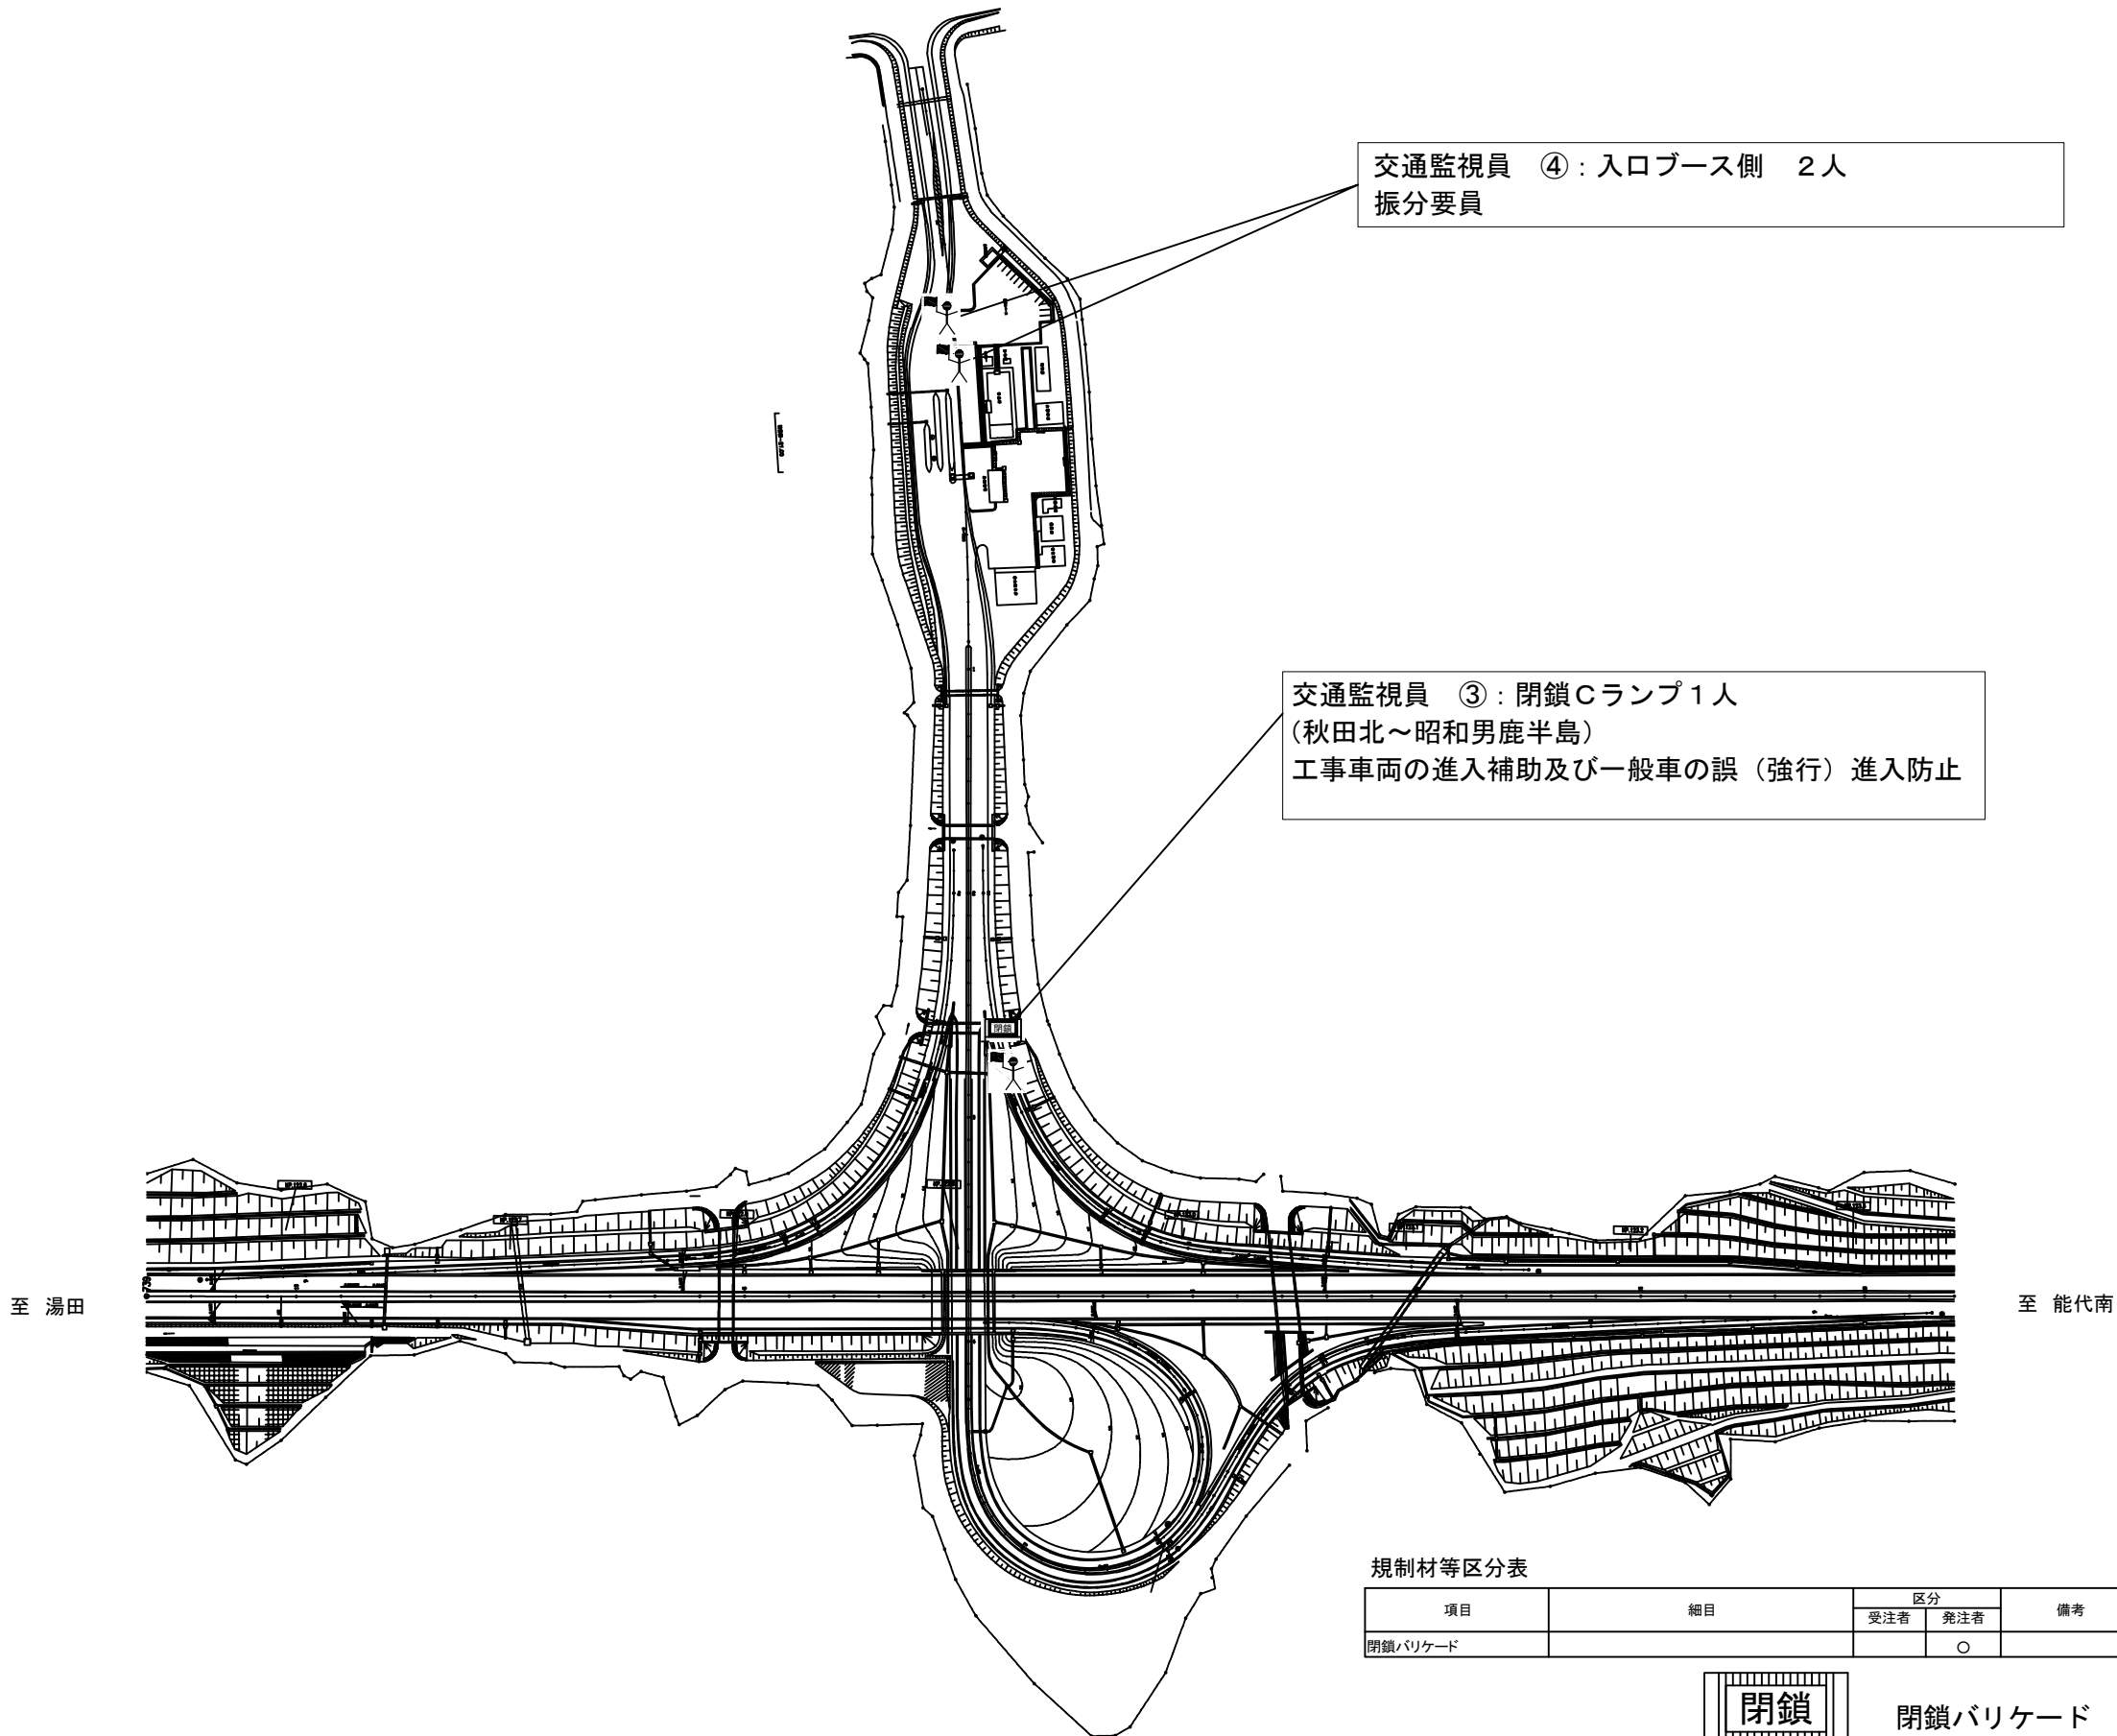 交通監視員　④：入口ブース側　２人
振分要員
交通監視員　③：閉鎖Ｃランプ１人
（秋田北～昭和男鹿半島）
工事車両の進入補助及び一般車の誤（強行）進入防止
閉鎖
至 湯田
至 能代南
規制材等区分表
項目 細目 区分 備考
受注者 発注者
閉鎖バリケード ○
閉鎖 閉鎖バリケード